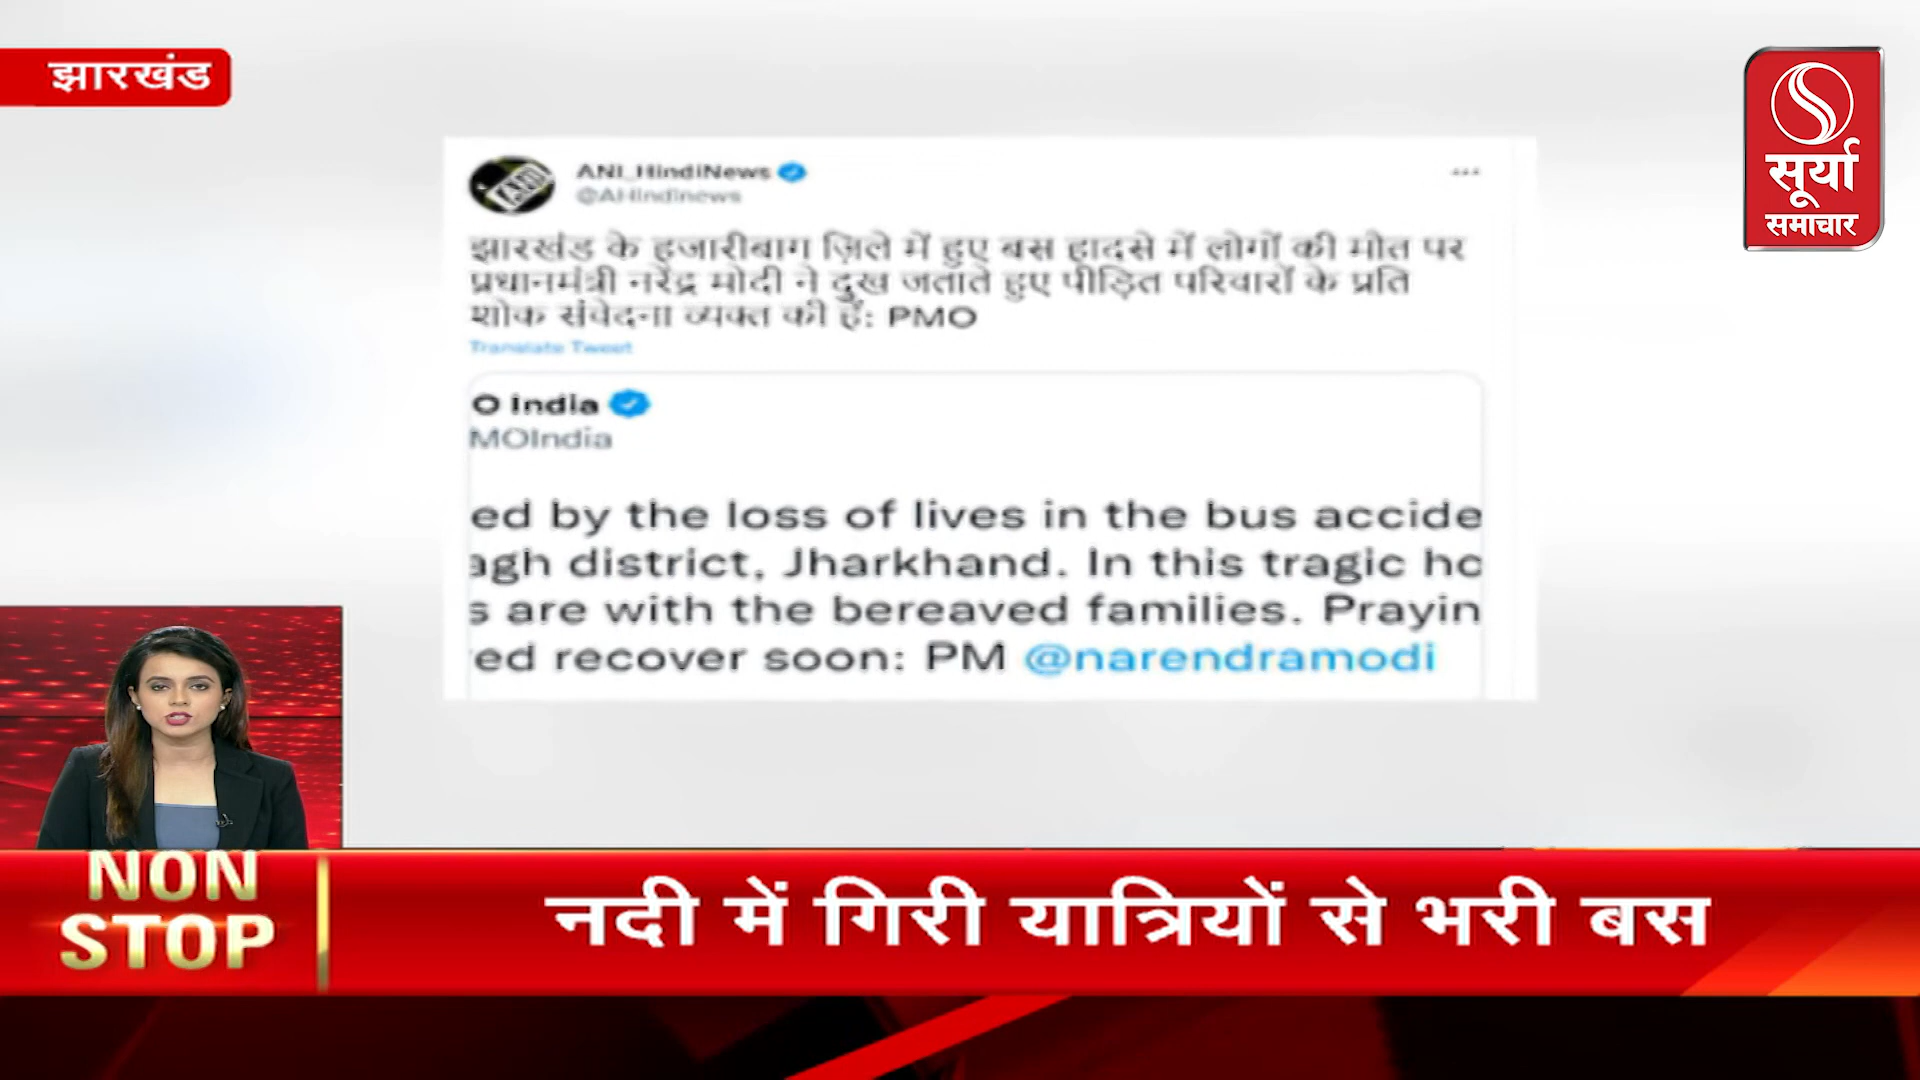 झारखंड
सूर्या
समाचार
ANI_HindiNews
@AHindinews
झारखंड के हजारीबाग ज़िले में हुए बस हादसे में लोगों की मौत पर
प्रधानमंत्री नरेंद्र मोदी ने दुख जताते हुए पीड़ित परिवारों के प्रति
शोक संवेदना व्यक्त की है: PMO
Translate Tweet
O India
MOIndia
ed by the loss of lives in the bus accide
agh district, Jharkhand. In this tragic ho
s are with the bereaved families. Prayin
ed recover soon: PM @narendramodi
NON
STOP
नदी में गिरी यात्रियों से भरी बस